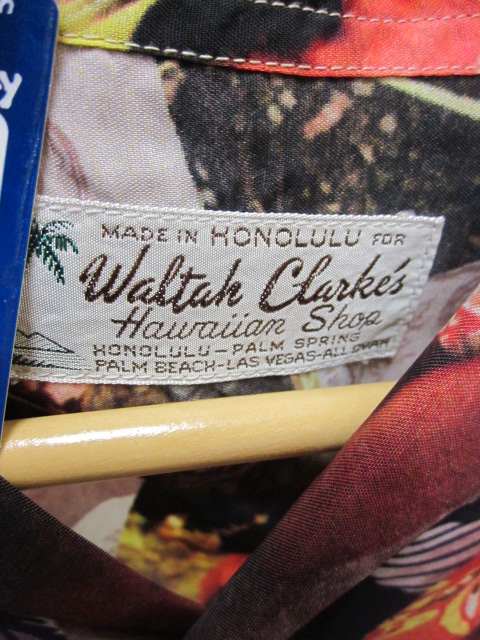 MADE IN HONOLULU FOR
Waltah Clarke's
Hawaiian Shop
HONOLULU-PALM SPRING
PALM BEACH-LAS VEGAS-ALL OVAH